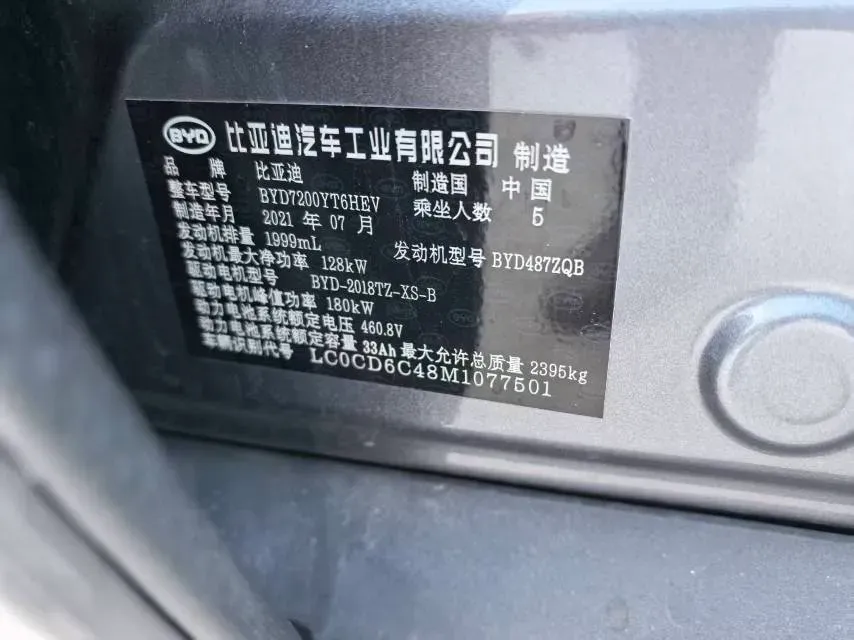 BYD 比亚迪汽车工业有限公司 制造
品牌 比亚迪 制造国 中国
整车型号 BYD7200YT6HEV 乘坐人数 5
制造年月 2021 年 07 月
发动机排量 1999mL 发动机型号 BYD487ZQB
发动机最大净功率 128kW
驱动电机型号 BYD-2018TZ-XS-B
驱动电机峰值功率 180kW
动力电池系统额定电压 460.8V
动力电池系统额定容量 33Ah 最大允许总质量 2395kg
车辆识别代号 LC0CD6C48M1077501